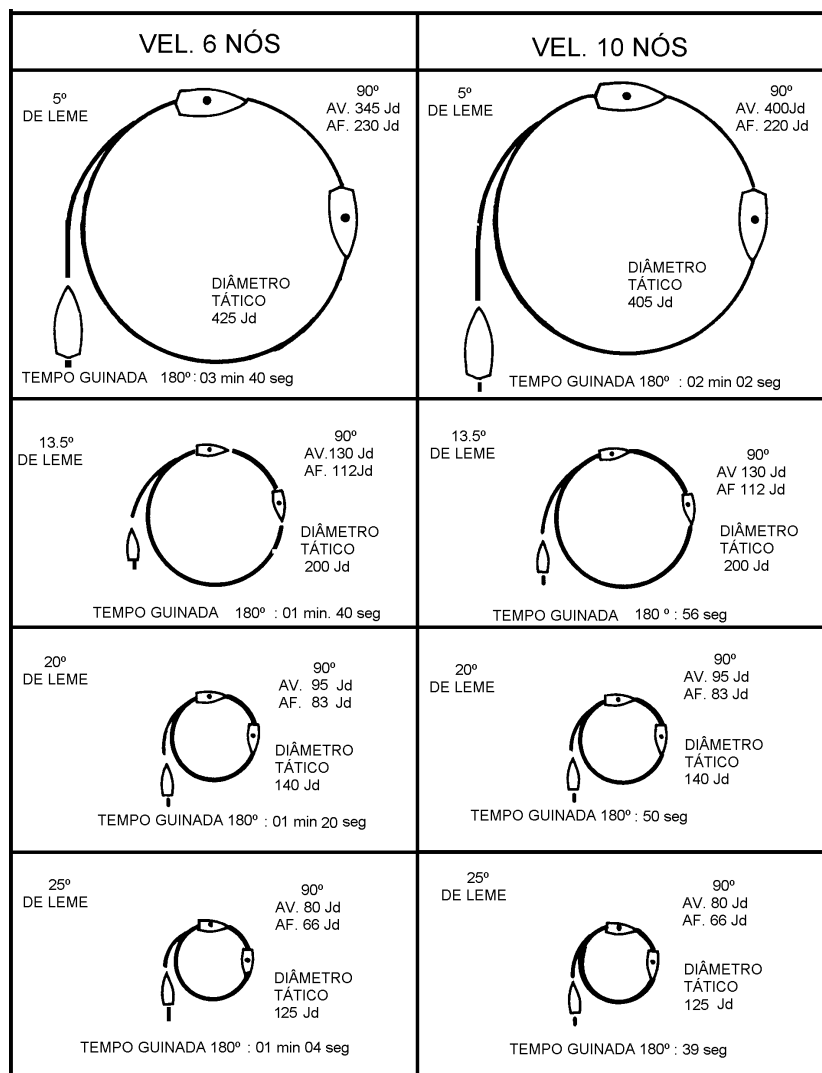 VEL. 6 NÓS
VEL. 10 NÓS
5º
DE LEME
90º
AV. 345 Jd
AF. 230 Jd
DIÂMETRO
TÁTICO
425 Jd
TEMPO GUINADA 180º : 03 min 40 seg
5º
DE LEME
90º
AV. 400Jd
AF. 220 Jd
DIÂMETRO
TÁTICO
405 Jd
TEMPO GUINADA 180º : 02 min 02 seg
13.5º
DE LEME
90º
AV.130 Jd
AF. 112Jd
DIÂMETRO
TÁTICO
200 Jd
TEMPO GUINADA 180º : 01 min. 40 seg
13.5º
DE LEME
90º
AV 130 Jd
AF 112 Jd
DIÂMETRO
TÁTICO
200 Jd
TEMPO GUINADA 180 º : 56 seg
20º
DE LEME
90º
AV. 95 Jd
AF. 83 Jd
DIÂMETRO
TÁTICO
140 Jd
TEMPO GUINADA 180º : 01 min 20 seg
20º
DE LEME
90º
AV. 95 Jd
AF. 83 Jd
DIÂMETRO
TÁTICO
140 Jd
TEMPO GUINADA 180º : 50 seg
25º
DE LEME
90º
AV. 80 Jd
AF. 66 Jd
DIÂMETRO
TÁTICO
125 Jd
TEMPO GUINADA 180º : 01 min 04 seg
25º
DE LEME
90º
AV. 80 Jd
AF. 66 Jd
DIÂMETRO
TÁTICO
125 Jd
TEMPO GUINADA 180º : 39 seg